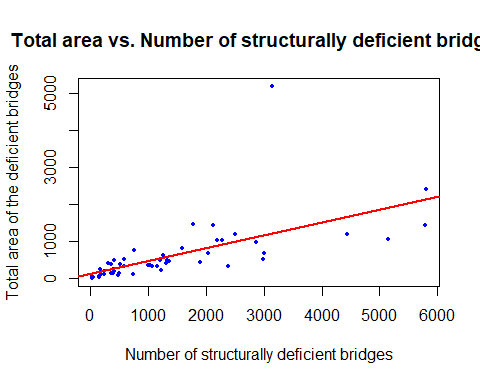 Total area vs. Number of structurally deficient bridg
Total area of the deficient bridges
5000
3000
1000
0
0 1000 2000 3000 4000 5000 6000
Number of structurally deficient bridges